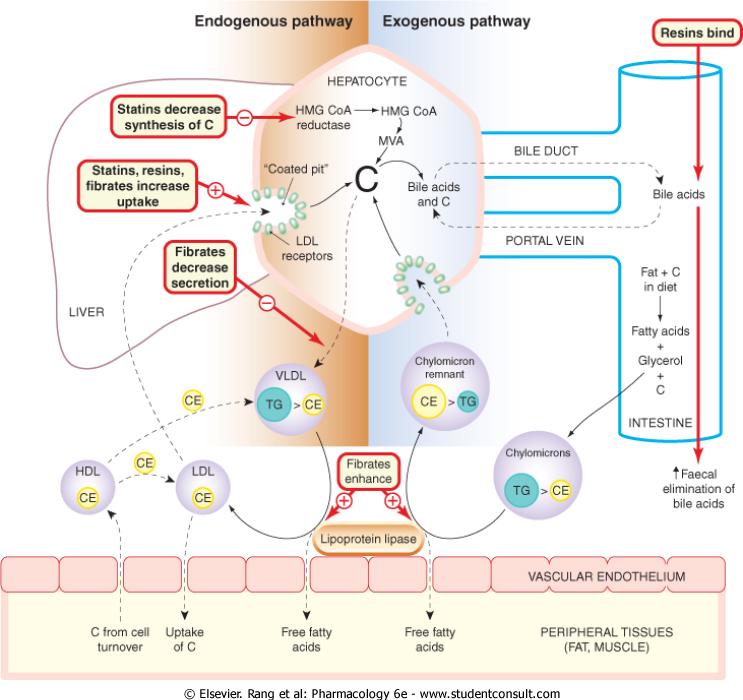 Endogenous pathway
Exogenous pathway
Resins bind
HEPATOCYTE
Statins decrease
synthesis of C
−
HMG CoA
reductase
HMG CoA
MVA
BILE DUCT
Statins, resins,
fibrates increase
uptake
+
"Coated pit"
C
Bile acids
and C
Bile acids
LDL
receptors
PORTAL VEIN
Fibrates
decrease
secretion
−
Fat + C
in diet
LIVER
Fatty acids
+
Glycerol
+
C
VLDL
TG > CE
Chylomicron
remnant
CE > TG
CE
INTESTINE
HDL
CE
CE
LDL
CE
Fibrates
enhance
+
+
Chylomicrons
TG > CE
↑Faecal
elimination of
bile acids
Lipoprotein lipase
VASCULAR ENDOTHELIUM
C from cell
turnover
Uptake
of C
Free fatty
acids
Free fatty
acids
PERIPHERAL TISSUES
(FAT, MUSCLE)
© Elsevier. Rang et al: Pharmacology 6e - www.studentconsult.com